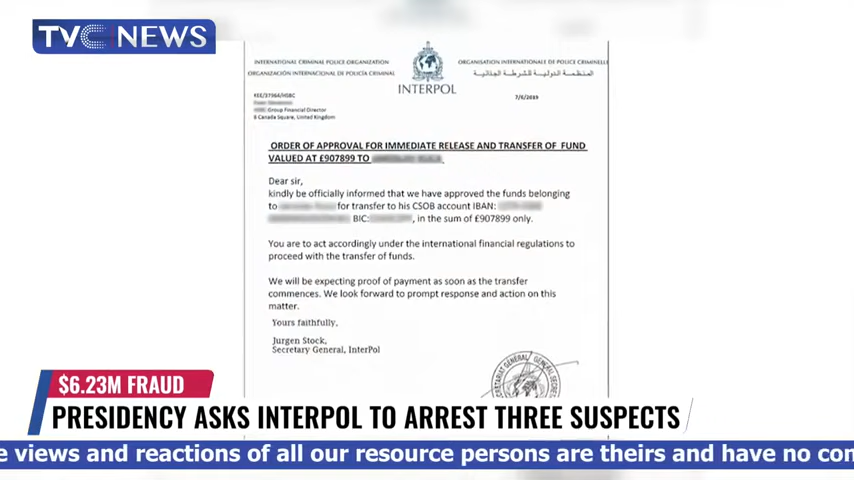 TVC NEWS
INTERNATIONAL CRIMINAL POLICE ORGANIZATION
ORGANISATION INTERNATIONALE DE POLICE CRIMINELLE
ORGANIZACIÓN INTERNACIONAL DE POLICÍA CRIMINAL
المنظمة الدولية للشرطة الجنائية
INTERPOL
7/6/2019
Group Financial Director
8 Canada Square, United Kingdom
ORDER OF APPROVAL FOR IMMEDIATE RELEASE AND TRANSFER OF FUND
VALUED AT £907899 TO
Dear sir,
kindly be officially informed that we have approved the funds belonging
to for transfer to his CSOB account IBAN:
BIC: , in the sum of £907899 only.
You are to act accordingly under the international financial regulations to
proceed with the transfer of funds.
We will be expecting proof of payment as soon as the transfer
commences. We look forward to prompt response and action on this
matter.
Yours faithfully,
Jurgen Stock,
Secretary General, InterPol
$6.23M FRAUD
PRESIDENCY ASKS INTERPOL TO ARREST THREE SUSPECTS
e views and reactions of all our resource persons are theirs and have no con